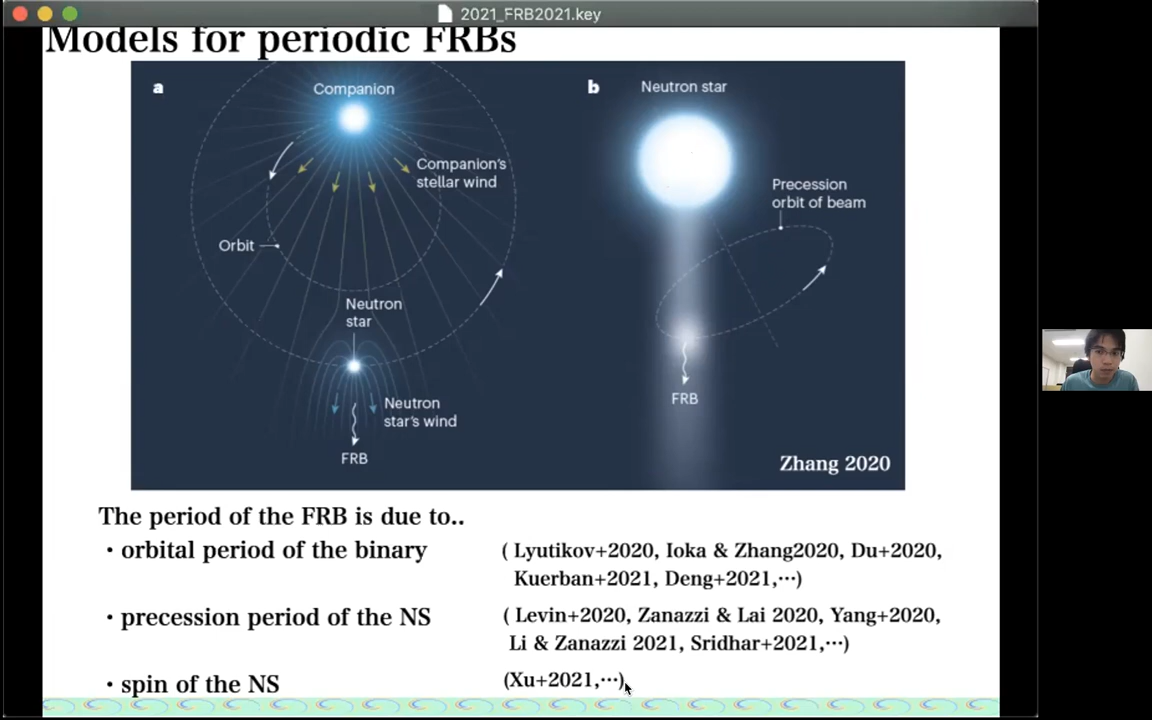 2021_FRB2021.key
Models for periodic FRBs
a
Companion
Companion's
stellar wind
Orbit
Neutron
star
Neutron
star's wind
FRB
b
Neutron star
Precession
orbit of beam
FRB
Zhang 2020
The period of the FRB is due to..
・orbital period of the binary
( Lyutikov+2020, Ioka & Zhang2020, Du+2020,
Kuerban+2021, Deng+2021,⋯)
・precession period of the NS
( Levin+2020, Zanazzi & Lai 2020, Yang+2020,
Li & Zanazzi 2021, Sridhar+2021,⋯)
・spin of the NS
(Xu+2021,⋯)